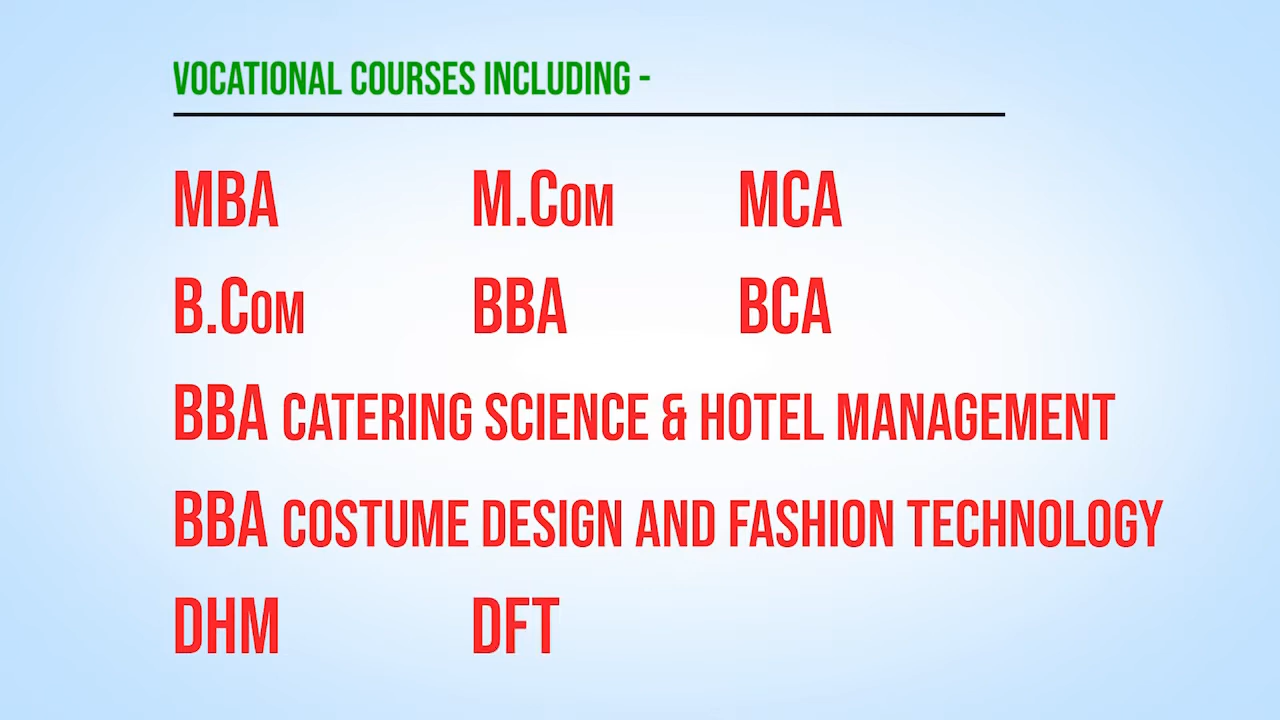 VOCATIONAL COURSES INCLUDING -
MBA M.COM MCA
B.COM BBA BCA
BBA CATERING SCIENCE & HOTEL MANAGEMENT
BBA COSTUME DESIGN AND FASHION TECHNOLOGY
DHM DFT